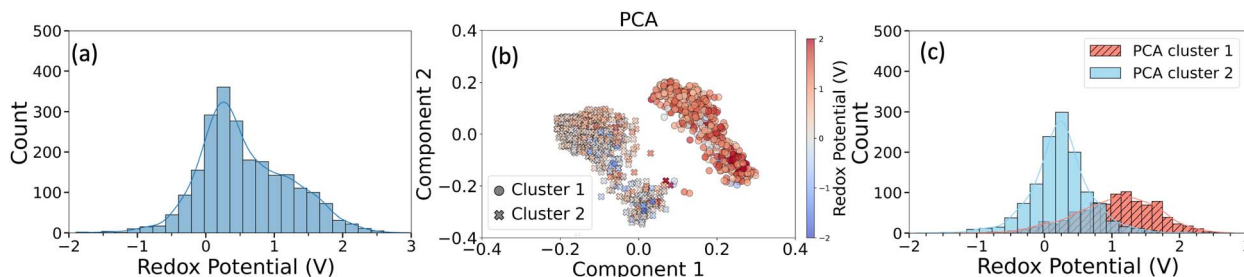 (a)
500
400
300
200
100
0
Count
−2 −1 0 1 2 3
Redox Potential (V)
PCA
(b)
0.4
0.2
0.0
−0.2
−0.4
Component 2
Cluster 1
Cluster 2
−0.4 −0.2 0.0 0.2 0.4
Component 1
2
1
0
−1
−2
Redox Potential (V)
(c)
PCA cluster 1
PCA cluster 2
500
400
300
200
100
0
Count
−2 −1 0 1 2 3
Redox Potential (V)